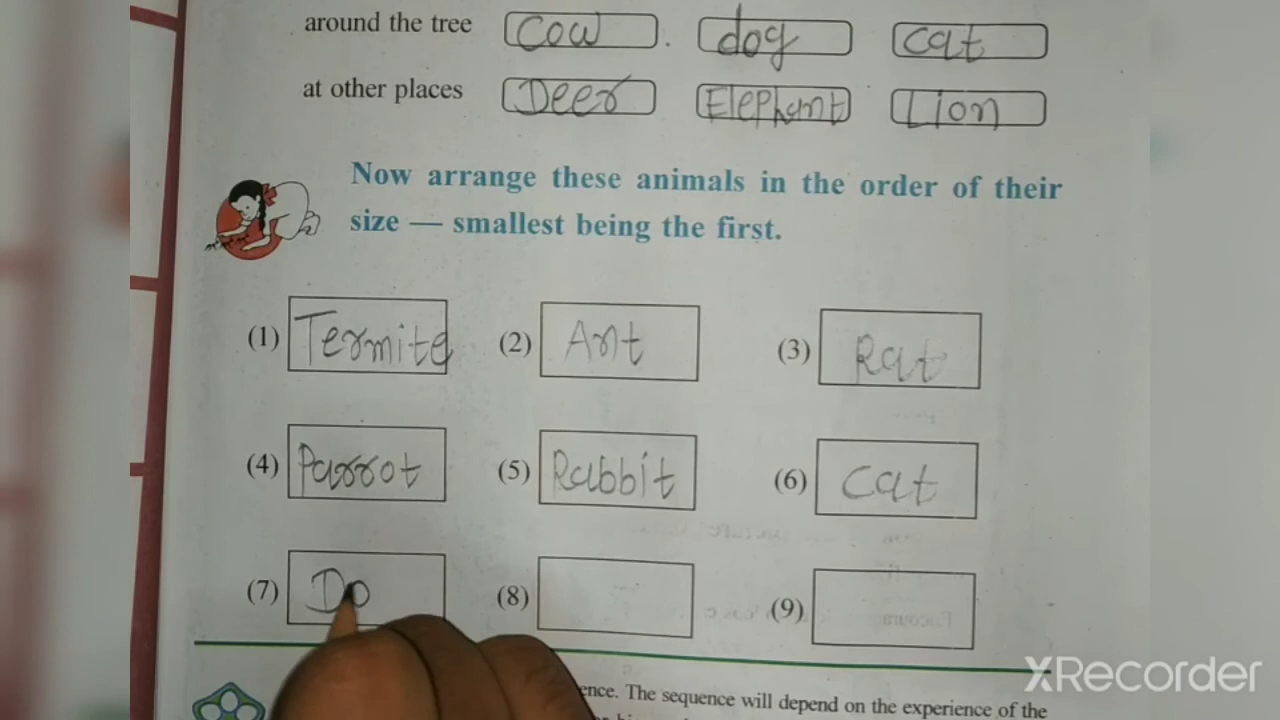 around the tree cow dog cat
at other places Deer Elephant Lion
Now arrange these animals in the order of their
size — smallest being the first.
(1) Termite (2) Ant (3) Rat
(4) Parrot (5) Rabbit (6) cat
(7) Do (8) (9)
ence. The sequence will depend on the experience of the
XRecorder